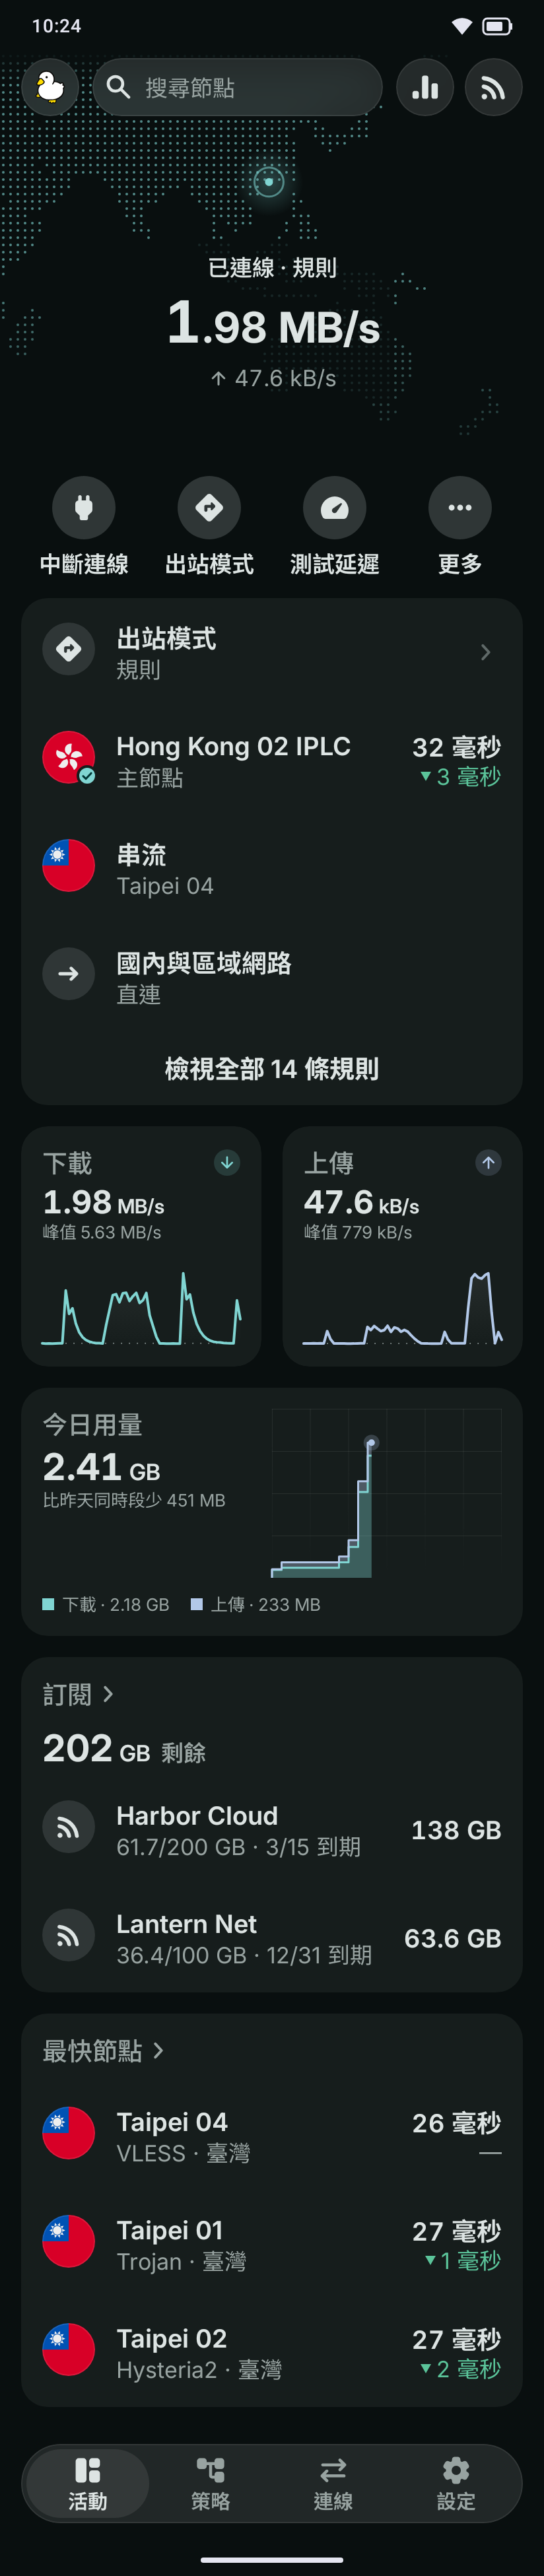 10:24
搜尋節點
已連線 · 規則
1.98 MB/s
↑ 47.6 kB/s
中斷連線
出站模式
測試延遲
更多
出站模式
規則
Hong Kong 02 IPLC
32 毫秒
主節點
▼3 毫秒
串流
Taipei 04
國內與區域網路
直連
檢視全部 14 條規則
下載
1.98 MB/s
峰值 5.63 MB/s
上傳
47.6 kB/s
峰值 779 kB/s
今日用量
2.41 GB
比昨天同時段少 451 MB
下載 · 2.18 GB
上傳 · 233 MB
訂閱
202 GB 剩餘
Harbor Cloud
138 GB
61.7/200 GB · 3/15 到期
Lantern Net
63.6 GB
36.4/100 GB · 12/31 到期
最快節點
Taipei 04
26 毫秒
VLESS · 臺灣
—
Taipei 01
27 毫秒
Trojan · 臺灣
▼1 毫秒
Taipei 02
27 毫秒
Hysteria2 · 臺灣
▼2 毫秒
活動
策略
連線
設定